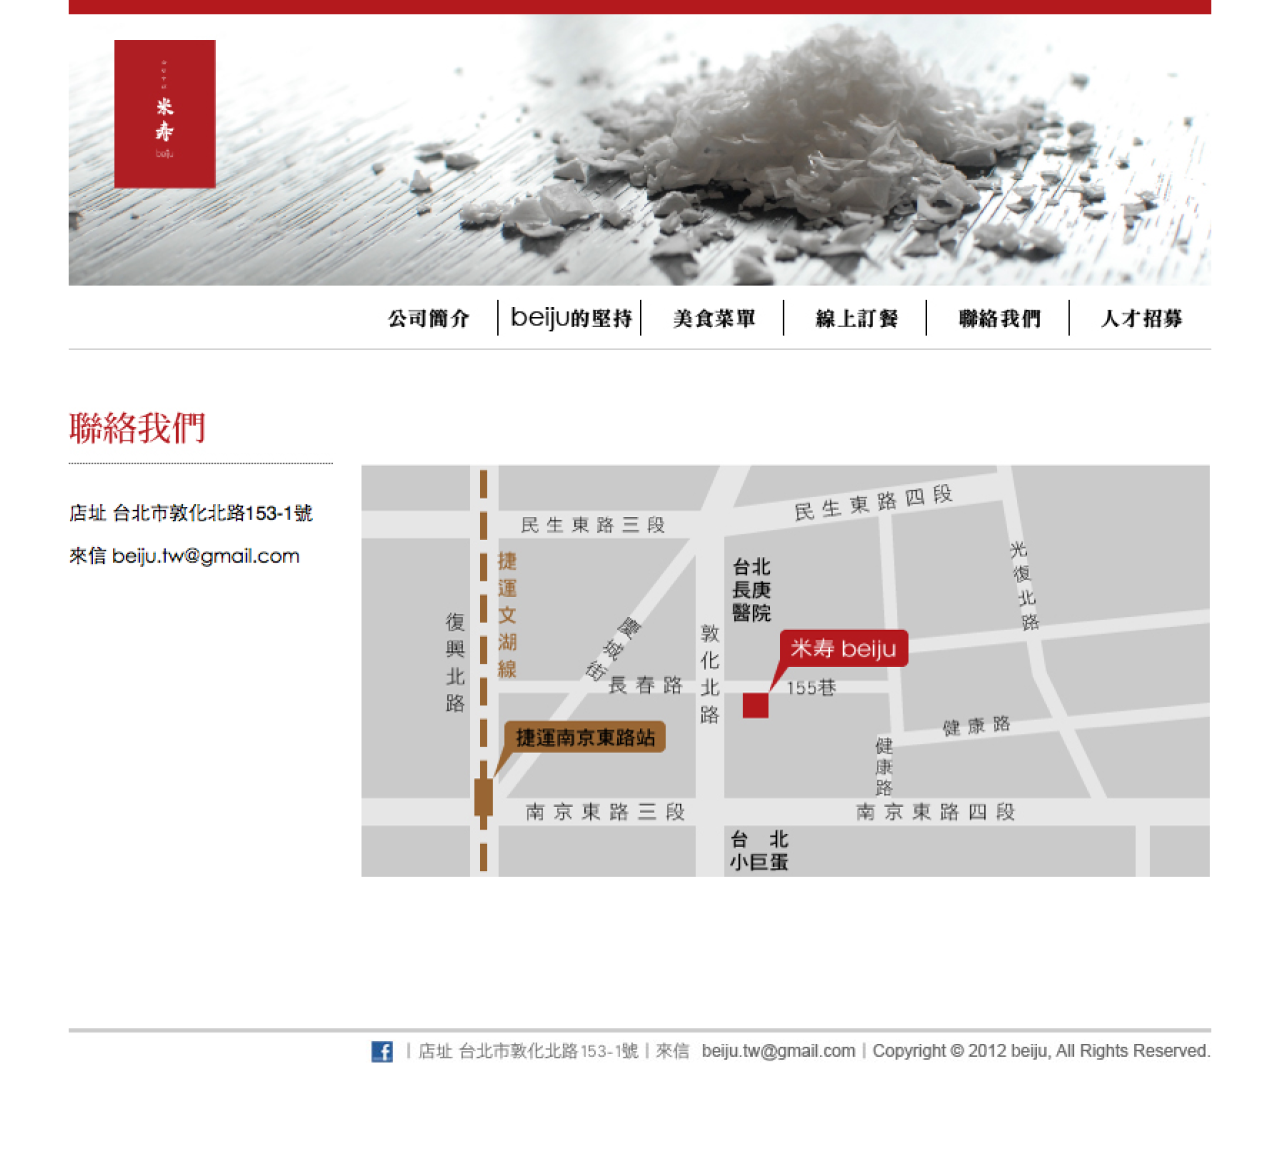 米寿
beiju
公司簡介
beiju的堅持
美食菜單
線上訂餐
聯絡我們
人才招募
聯絡我們
店址 台北市敦化北路153-1號
來信 beiju.tw@gmail.com
民生東路三段
民生東路四段
捷運文湖線
台北
長庚
醫院
光復北路
復興北路
慶城街
敦化北路
米寿 beiju
長春路
155巷
捷運南京東路站
健康路
健康路
南京東路三段
南京東路四段
台 北
小巨蛋
| 店址 台北市敦化北路153-1號 | 來信 beiju.tw@gmail.com | Copyright © 2012 beiju, All Rights Reserved.